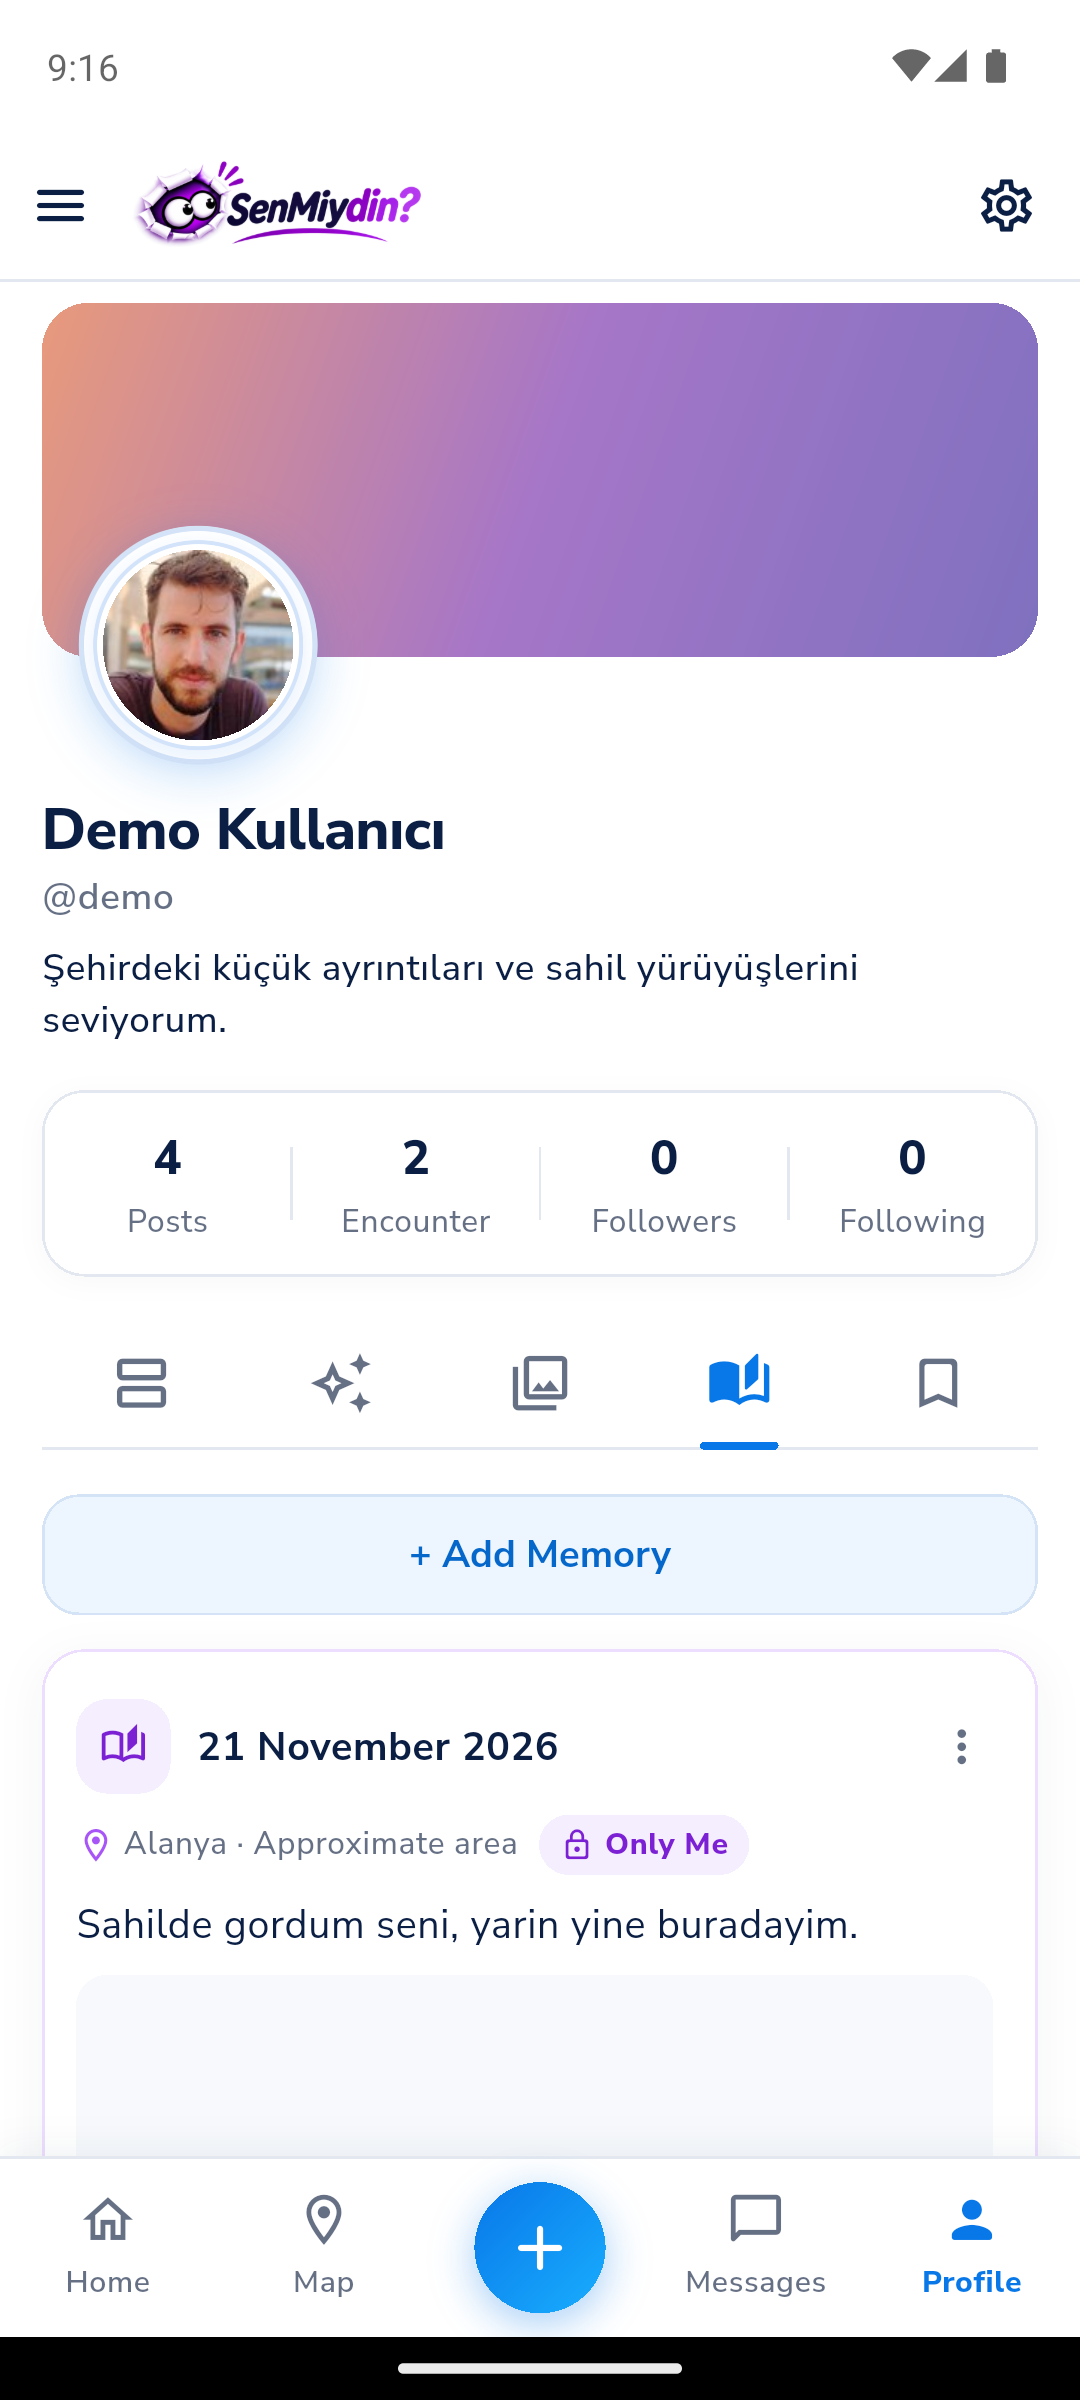 9:16
SenMiydin?
Demo Kullanıcı
@demo
Şehirdeki küçük ayrıntıları ve sahil yürüyüşlerini
seviyorum.
4 2 0 0
Posts Encounter Followers Following
+ Add Memory
21 November 2026
Alanya · Approximate area Only Me
Sahilde gordum seni, yarin yine buradayim.
Home Map Messages Profile